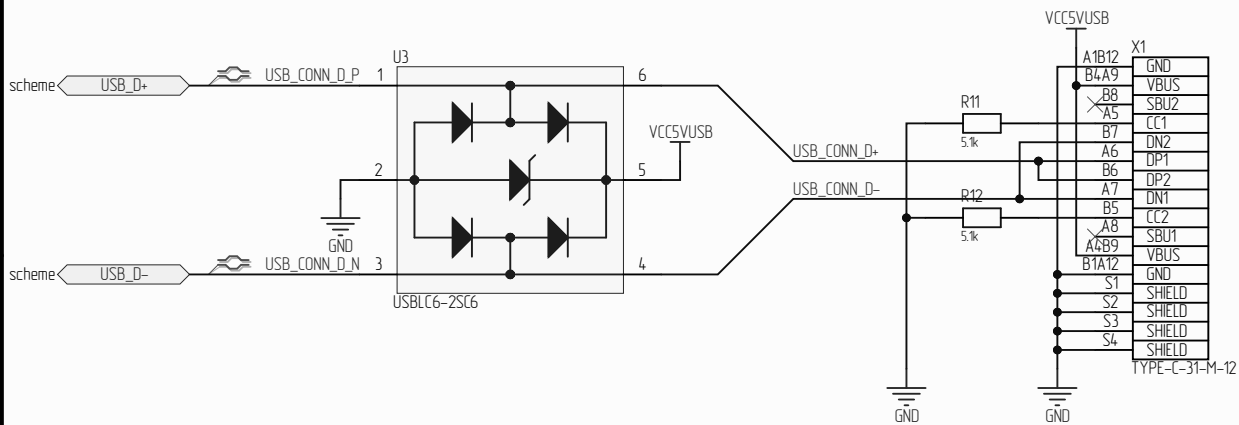 VCC5VUSB
U3
X1
scheme USB_D+ USB_CONN_D_P 1 6
A1B12 GND
B4A9 VBUS
B8 SBU2
R11 A5 CC1
5.1k
B7 DN2
VCC5VUSB
USB_CONN_D+ A6 DP1
2 5 B6 DP2
USB_CONN_D- A7 DN1
R12 B5 CC2
5.1k
GND
A8 SBU1
A4B9 VBUS
scheme USB_D- USB_CONN_D_N 3 4
B1A12 GND
S1 SHIELD
USBLC6-2SC6
S2 SHIELD
S3 SHIELD
S4 SHIELD
TYPE-C-31-M-12
GND GND